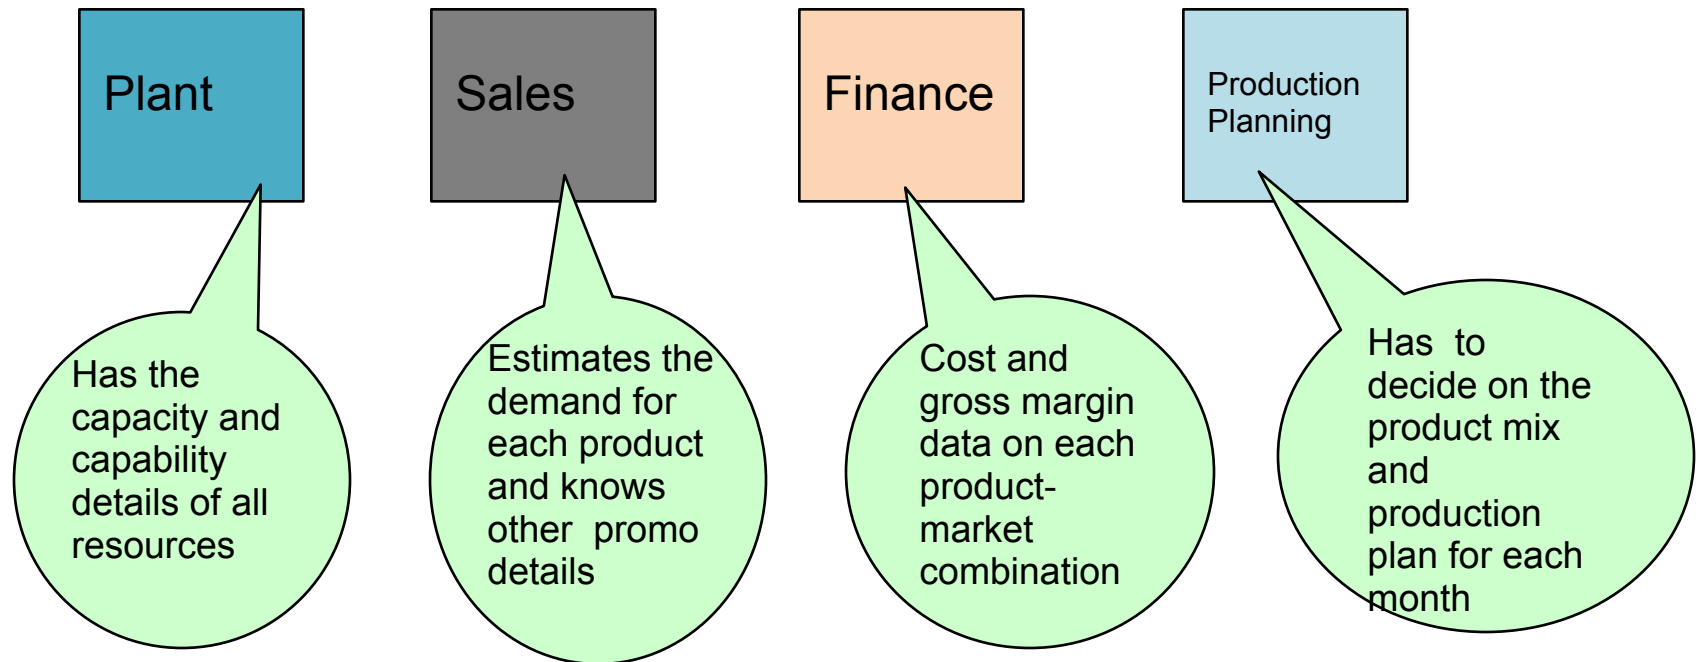 Plant
Sales
Finance
Production
Planning
Has the
capacity and
capability
details of all
resources
Estimates the
demand for
each product
and knows
other  promo
details
Cost and
gross margin
data on each
product-
market
combination
Has  to
decide on the
product mix
and
production
plan for each
month